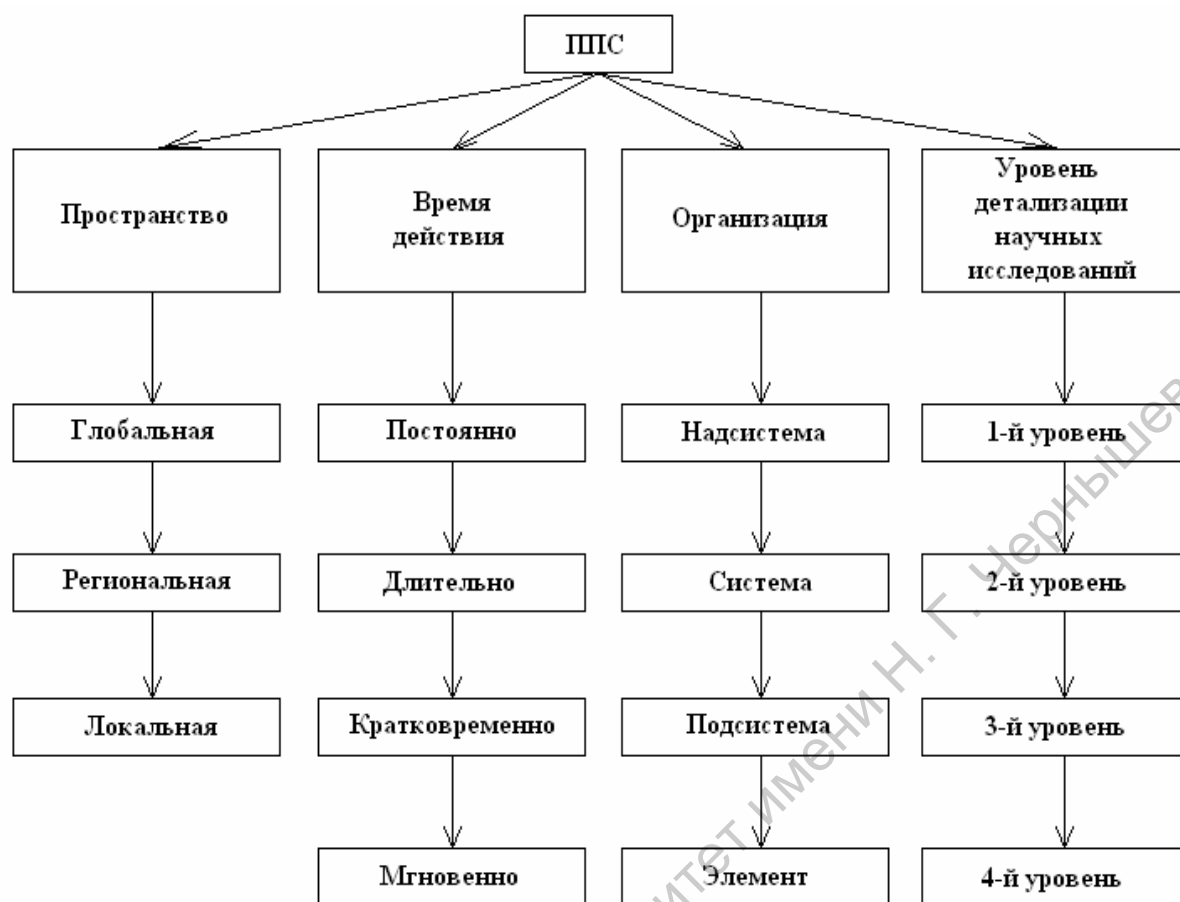 ППС
Пространство
Время
действия
Организация
Уровень
детализации
научных
исследований
Глобальная
Постоянно
Надсистема
1-й уровень
Региональная
Длительно
Система
2-й уровень
Локальная
Кратковременно
Подсистема
3-й уровень
Мгновенно
Элемент
4-й уровень
имени Н. Г.